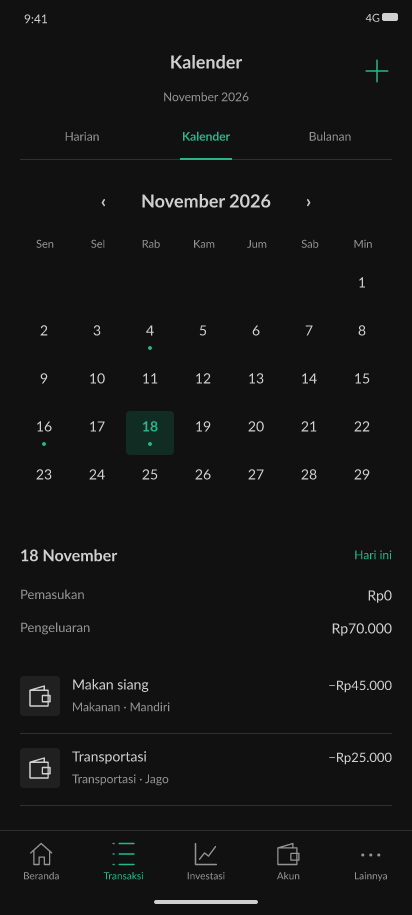 9:41 4G
Kalender
November 2026
Harian Kalender Bulanan
‹ November 2026 ›
Sen Sel Rab Kam Jum Sab Min
1
2 3 4 5 6 7 8
9 10 11 12 13 14 15
16 17 18 19 20 21 22
23 24 25 26 27 28 29
18 November Hari ini
Pemasukan Rp0
Pengeluaran Rp70.000
Makan siang −Rp45.000
Makanan · Mandiri
Transportasi −Rp25.000
Transportasi · Jago
Beranda Transaksi Investasi Akun Lainnya